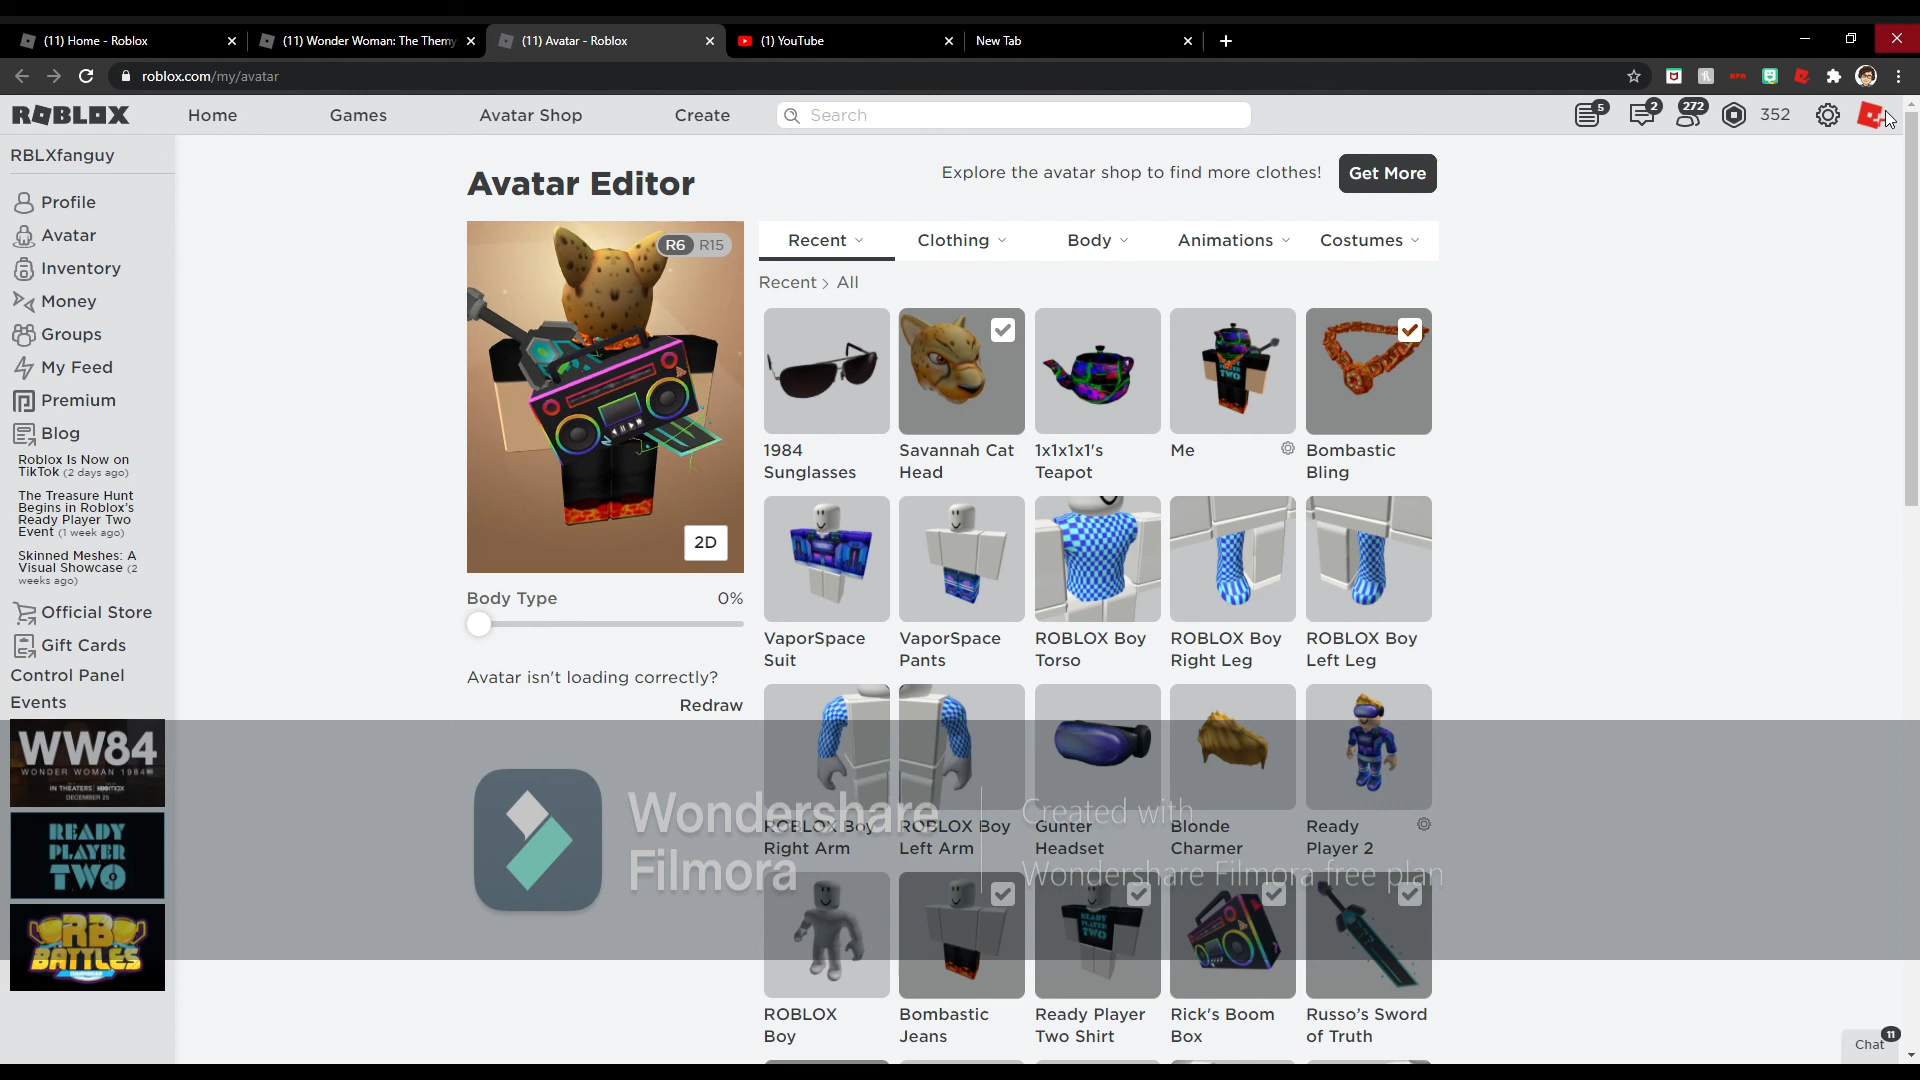 (11) Home - Roblox
(11) Wonder Woman: The Themy
(11) Avatar - Roblox
(1) YouTube
New Tab
roblox.com/my/avatar
ROBLOX
Home
Games
Avatar Shop
Create
Search
5
2
272
352
RBLXfanguy
Profile
Avatar
Inventory
Money
Groups
My Feed
Premium
Blog
Roblox Is Now on
TikTok (2 days ago)
The Treasure Hunt
Begins in Roblox's
Ready Player Two
Event (1 week ago)
Skinned Meshes: A
Visual Showcase (2
weeks ago)
Official Store
Gift Cards
Control Panel
Events
WW84
WONDER WOMAN 1984
IN THEATERS HBOmax
DECEMBER 25
READY
PLAYER
TWO
RB
BATTLES
CHAMPIONSHIP
Avatar Editor
Explore the avatar shop to find more clothes!
Get More
R6 R15
2D
Body Type 0%
Avatar isn't loading correctly?
Redraw
Recent
Clothing
Body
Animations
Costumes
Recent > All
1984
Sunglasses
Savannah Cat
Head
1x1x1x1's
Teapot
Me
Bombastic
Bling
VaporSpace
Suit
VaporSpace
Pants
ROBLOX Boy
Torso
ROBLOX Boy
Right Leg
ROBLOX Boy
Left Leg
ROBLOX Boy
Right Arm
ROBLOX Boy
Left Arm
Gunter
Headset
Blonde
Charmer
Ready
Player 2
Wondershare
Filmora
Created with
Wondershare Filmora free plan
READY
PLAYER
TWO
ROBLOX
Boy
Bombastic
Jeans
Ready Player
Two Shirt
Rick's Boom
Box
Russo's Sword
of Truth
Chat
11